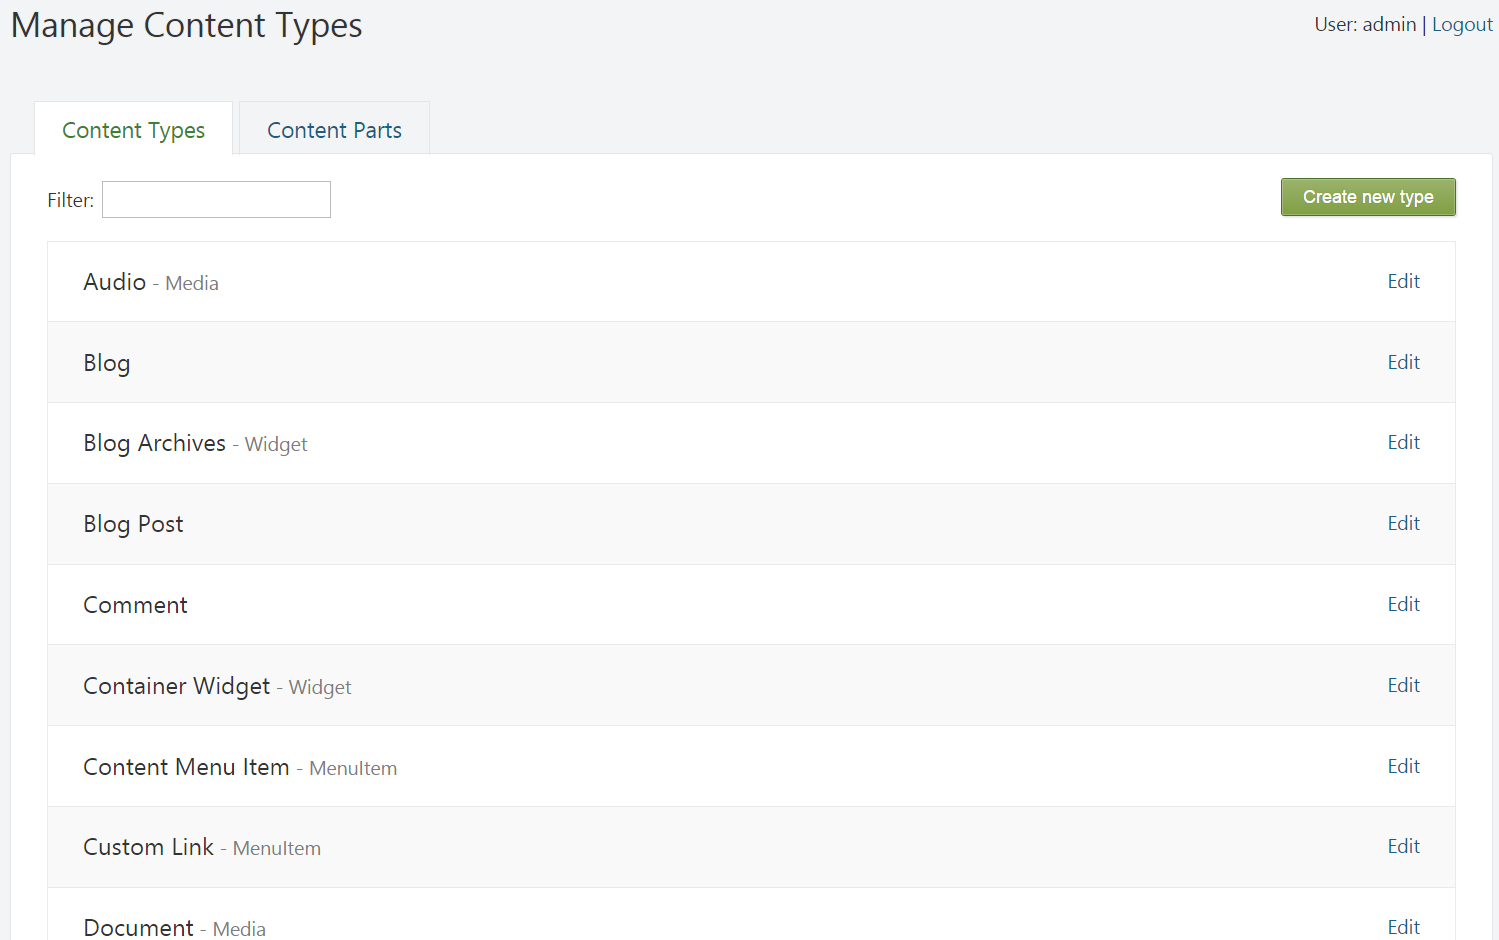 Manage Content Types
User: admin | Logout
Content Types
Content Parts
Filter:
Create new type
Audio - Media
Edit
Blog
Edit
Blog Archives - Widget
Edit
Blog Post
Edit
Comment
Edit
Container Widget - Widget
Edit
Content Menu Item - MenuItem
Edit
Custom Link - MenuItem
Edit
Document - Media
Edit